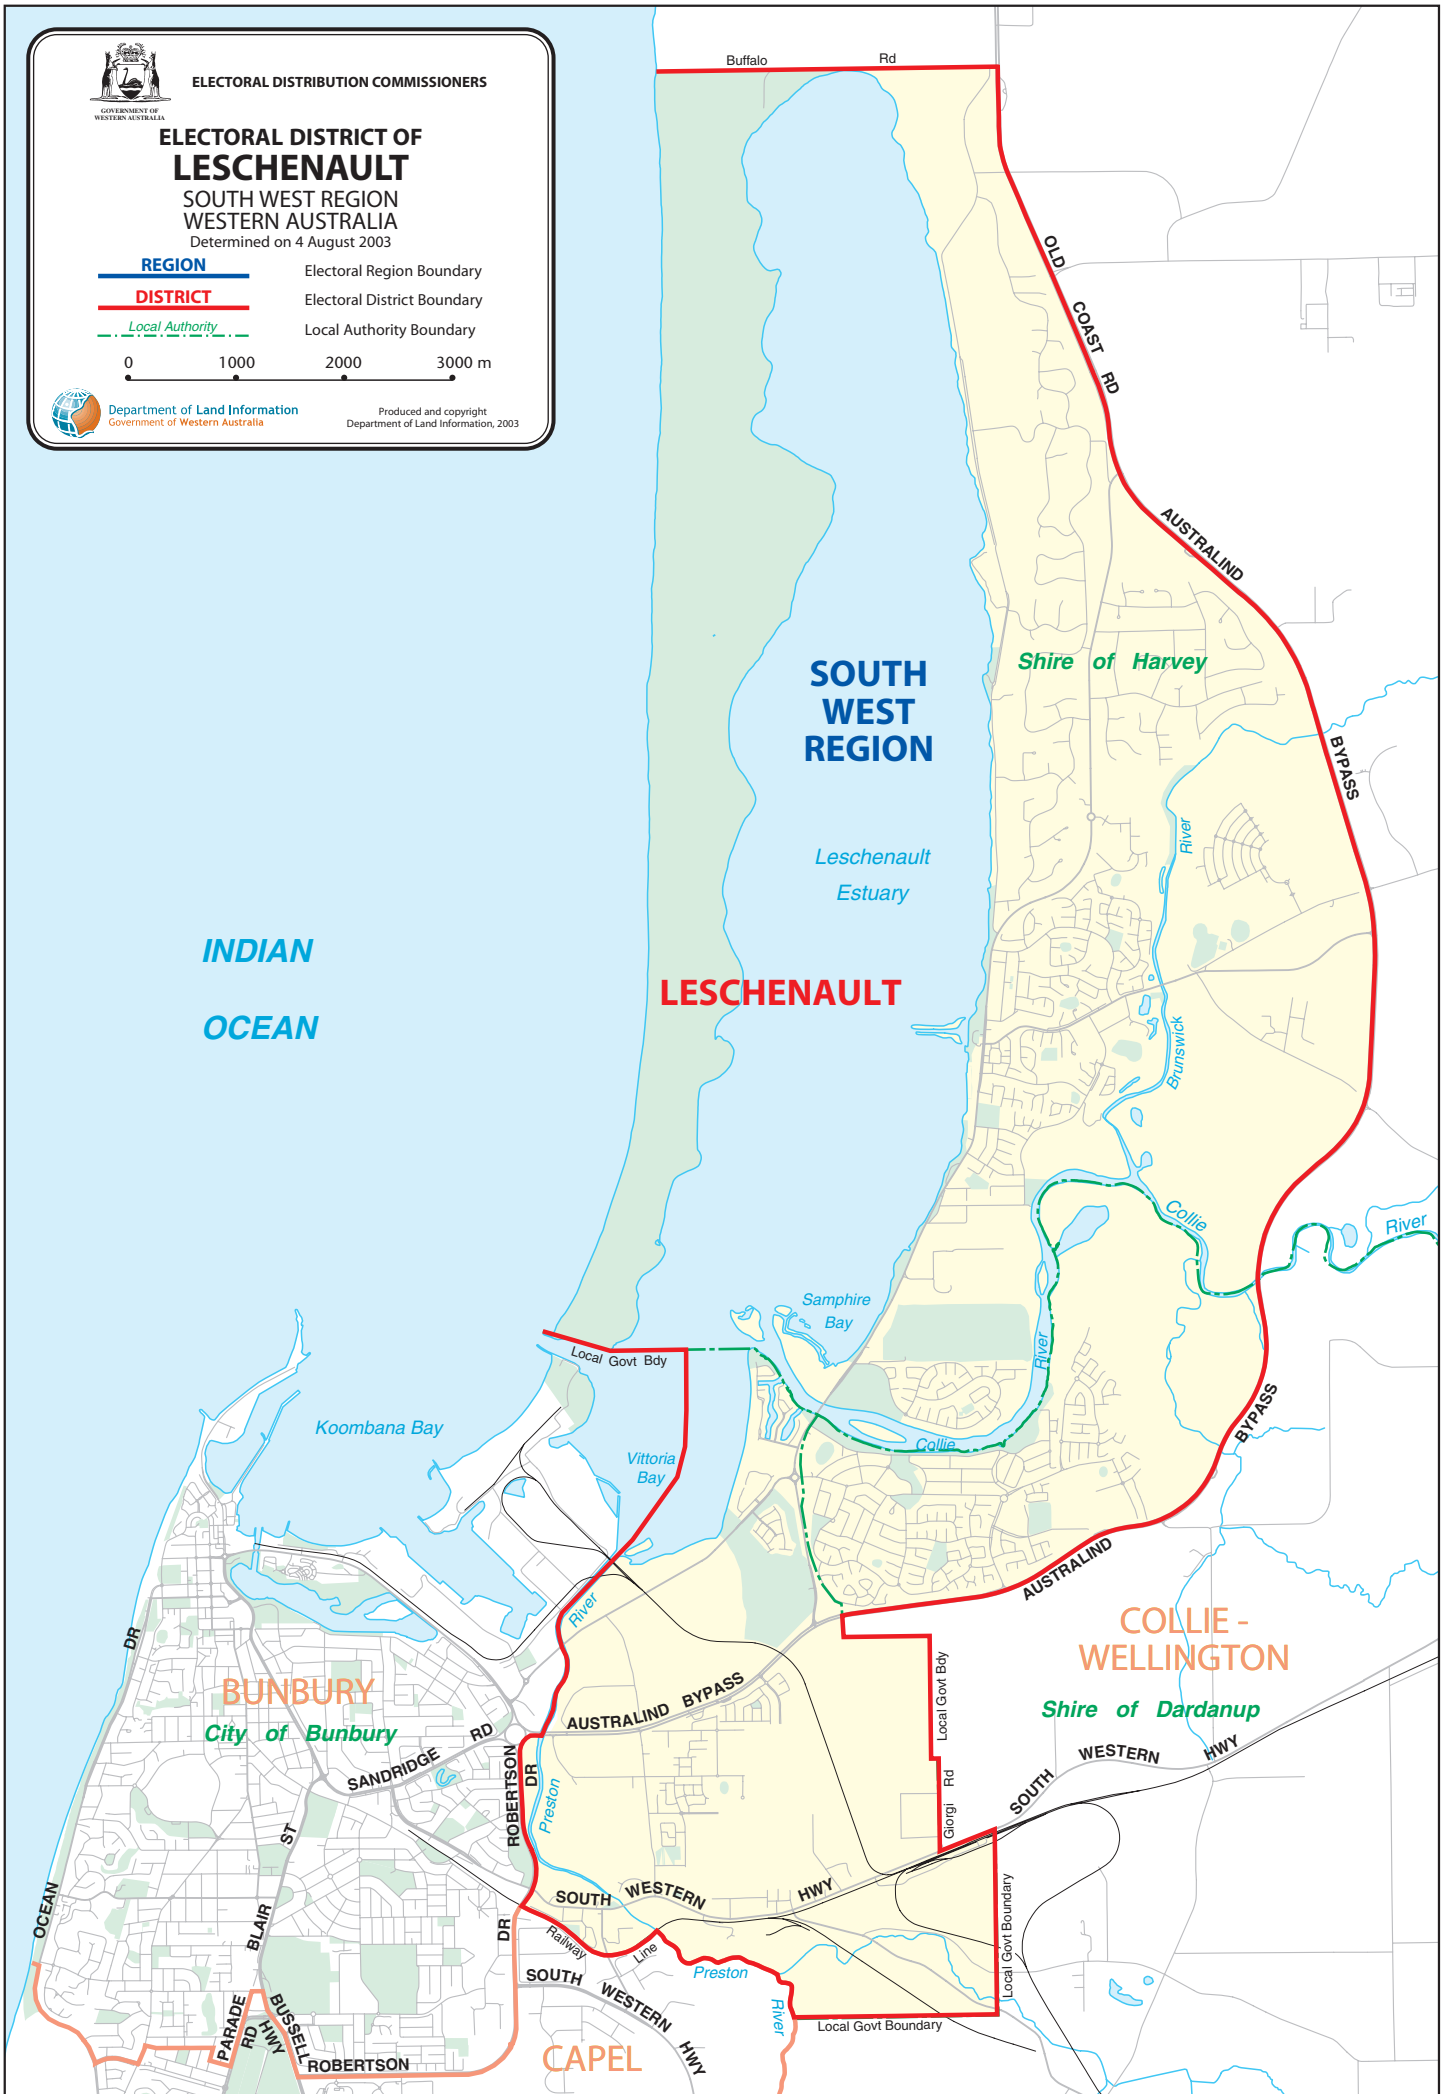 ELECTORAL DISTRIBUTION COMMISSIONERS
GOVERNMENT OF
WESTERN AUSTRALIA
ELECTORAL DISTRICT OF
LESCHENAULT
SOUTH WEST REGION
WESTERN AUSTRALIA
Determined on 4 August 2003
REGION
Electoral Region Boundary
DISTRICT
Electoral District Boundary
Local Authority
Local Authority Boundary
0 1000 2000 3000 m
Department of Land Information
Government of Western Australia
Produced and copyright
Department of Land Information, 2003
Buffalo Rd
OLD COAST RD
AUSTRALIND
BYPASS
Shire of Harvey
SOUTH
WEST
REGION
River
Leschenault
Estuary
INDIAN
OCEAN
LESCHENAULT
Brunswick
Collie
River
Samphire
Bay
River
Local Govt Bdy
Koombana Bay
Vittoria
Bay
Collie
BYPASS
AUSTRALIND
River
COLLIE -
WELLINGTON
Shire of Dardanup
DR
BUNBURY
City of Bunbury
AUSTRALIND BYPASS
Local Govt Bdy
SANDRIDGE RD
ROBERTSON
DR
Preston
Giorgi Rd
SOUTH WESTERN HWY
ST
BLAIR
OCEAN
SOUTH WESTERN HWY
DR
Railway Line
Local Govt Boundary
Preston
River
SOUTH WESTERN HWY
Local Govt Boundary
PARADE
RD
BUSSELL
HWY
ROBERTSON
CAPEL